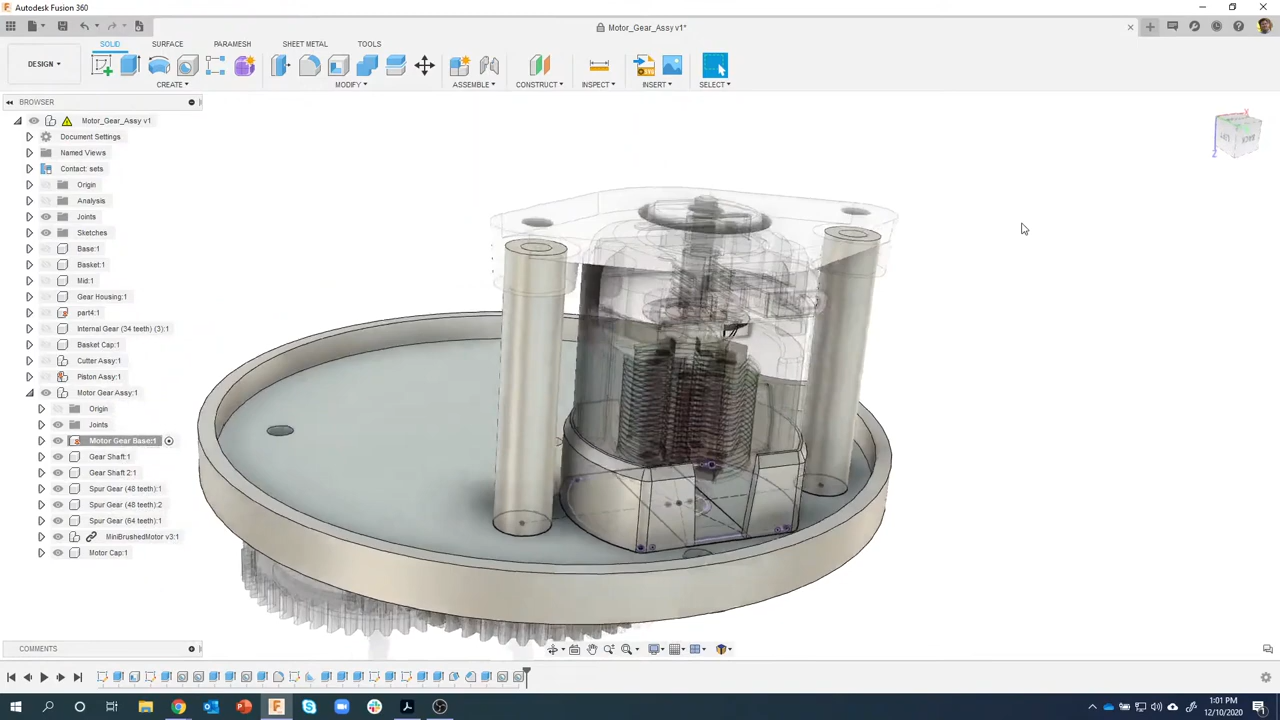 Autodesk Fusion 360
Motor_Gear_Assy v1*
DESIGN
SOLID SURFACE PARAMESH SHEET METAL TOOLS
CREATE MODIFY ASSEMBLE CONSTRUCT INSPECT INSERT SELECT
BROWSER
Motor_Gear_Assy v1
Document Settings
Named Views
Contact: sets
Origin
Analysis
Joints
Sketches
Base:1
Basket:1
Mid:1
Gear Housing:1
part4:1
Internal Gear (34 teeth) (3):1
Basket Cap:1
Cutter Assy:1
Piston Assy:1
Motor Gear Assy:1
Origin
Joints
Motor Gear Base:1
Gear Shaft:1
Gear Shaft 2:1
Spur Gear (48 teeth):1
Spur Gear (48 teeth):2
Spur Gear (64 teeth):1
MiniBrushedMotor v3:1
Motor Cap:1
X
Z
LEFT
BACK
COMMENTS
1:01 PM
12/10/2020